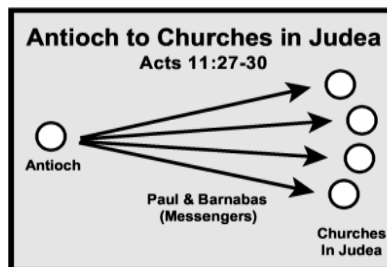 Antioch to Churches in Judea
Acts 11:27-30
Antioch
Paul & Barnabas
(Messengers)
Churches
In Judea